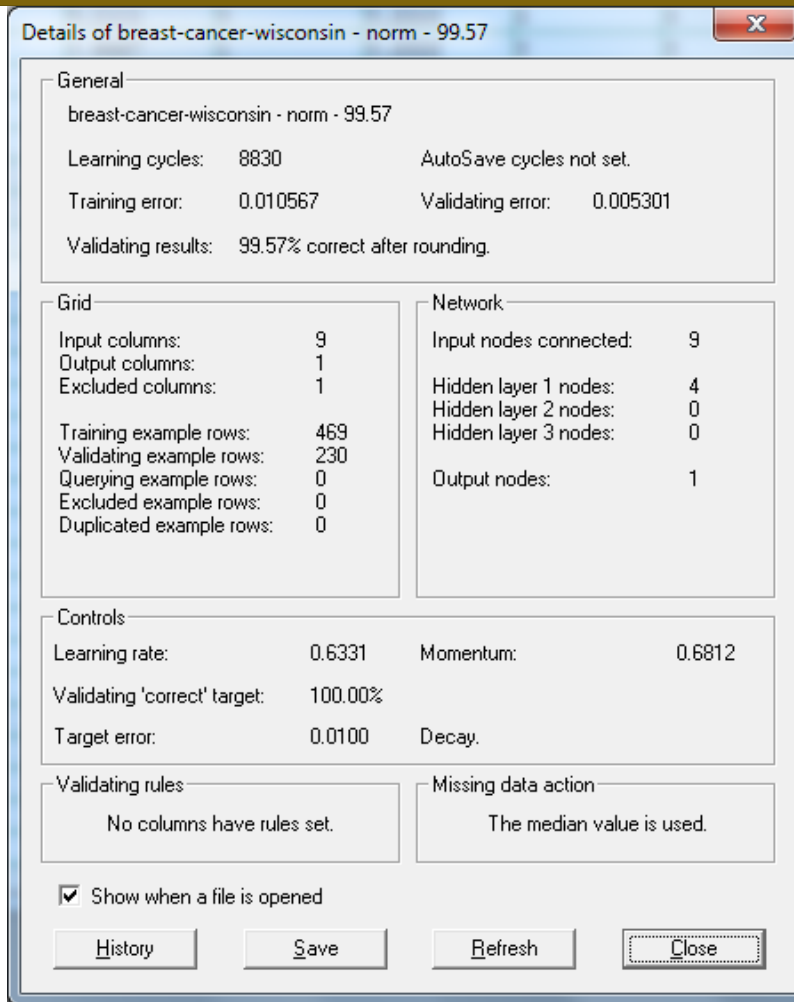 Details of breast-cancer-wisconsin - norm - 99.57
General
breast-cancer-wisconsin - norm - 99.57
Learning cycles: 8830 AutoSave cycles not set.
Training error: 0.010567 Validating error: 0.005301
Validating results: 99.57% correct after rounding.
Grid
Input columns: 9
Output columns: 1
Excluded columns: 1
Training example rows: 469
Validating example rows: 230
Querying example rows: 0
Excluded example rows: 0
Duplicated example rows: 0
Network
Input nodes connected: 9
Hidden layer 1 nodes: 4
Hidden layer 2 nodes: 0
Hidden layer 3 nodes: 0
Output nodes: 1
Controls
Learning rate: 0.6331 Momentum: 0.6812
Validating 'correct' target: 100.00%
Target error: 0.0100 Decay.
Validating rules
No columns have rules set.
Missing data action
The median value is used.
Show when a file is opened
History Save Refresh Close